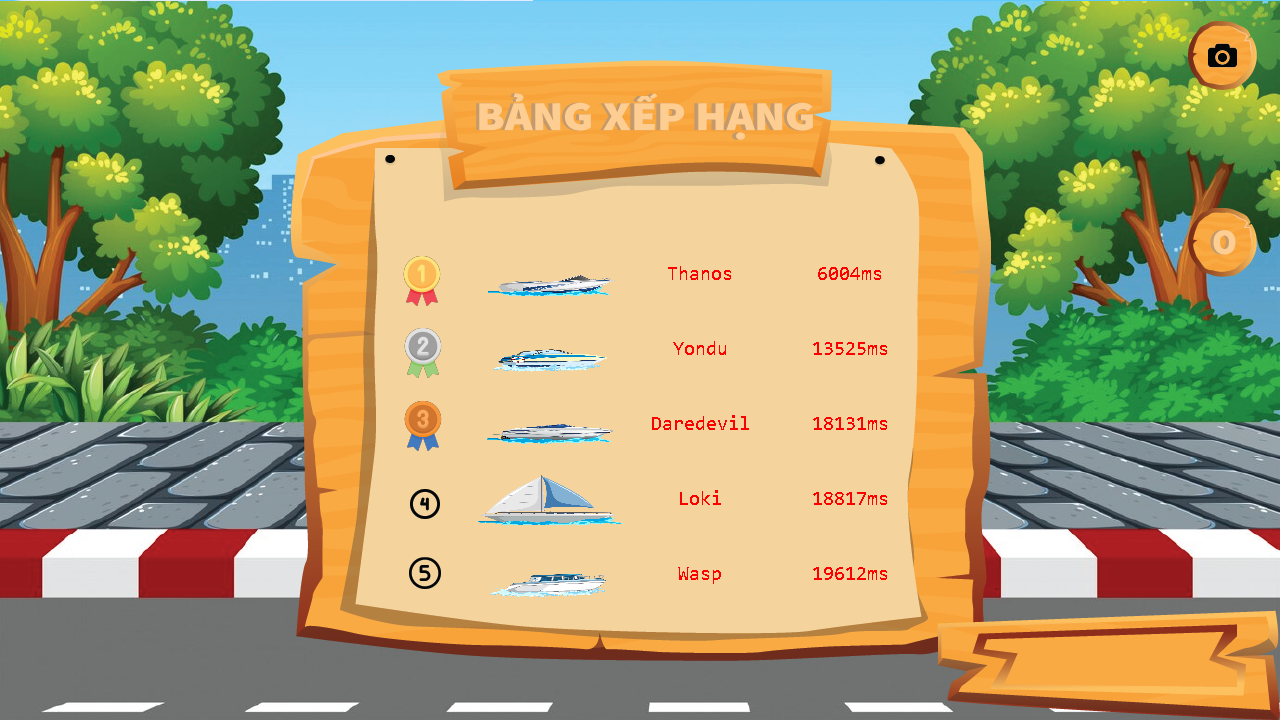 BẢNG XẾP HẠNG
1 Thanos 6004ms
2 Yondu 13525ms
3 Daredevil 18131ms
4 Loki 18817ms
5 Wasp 19612ms
O